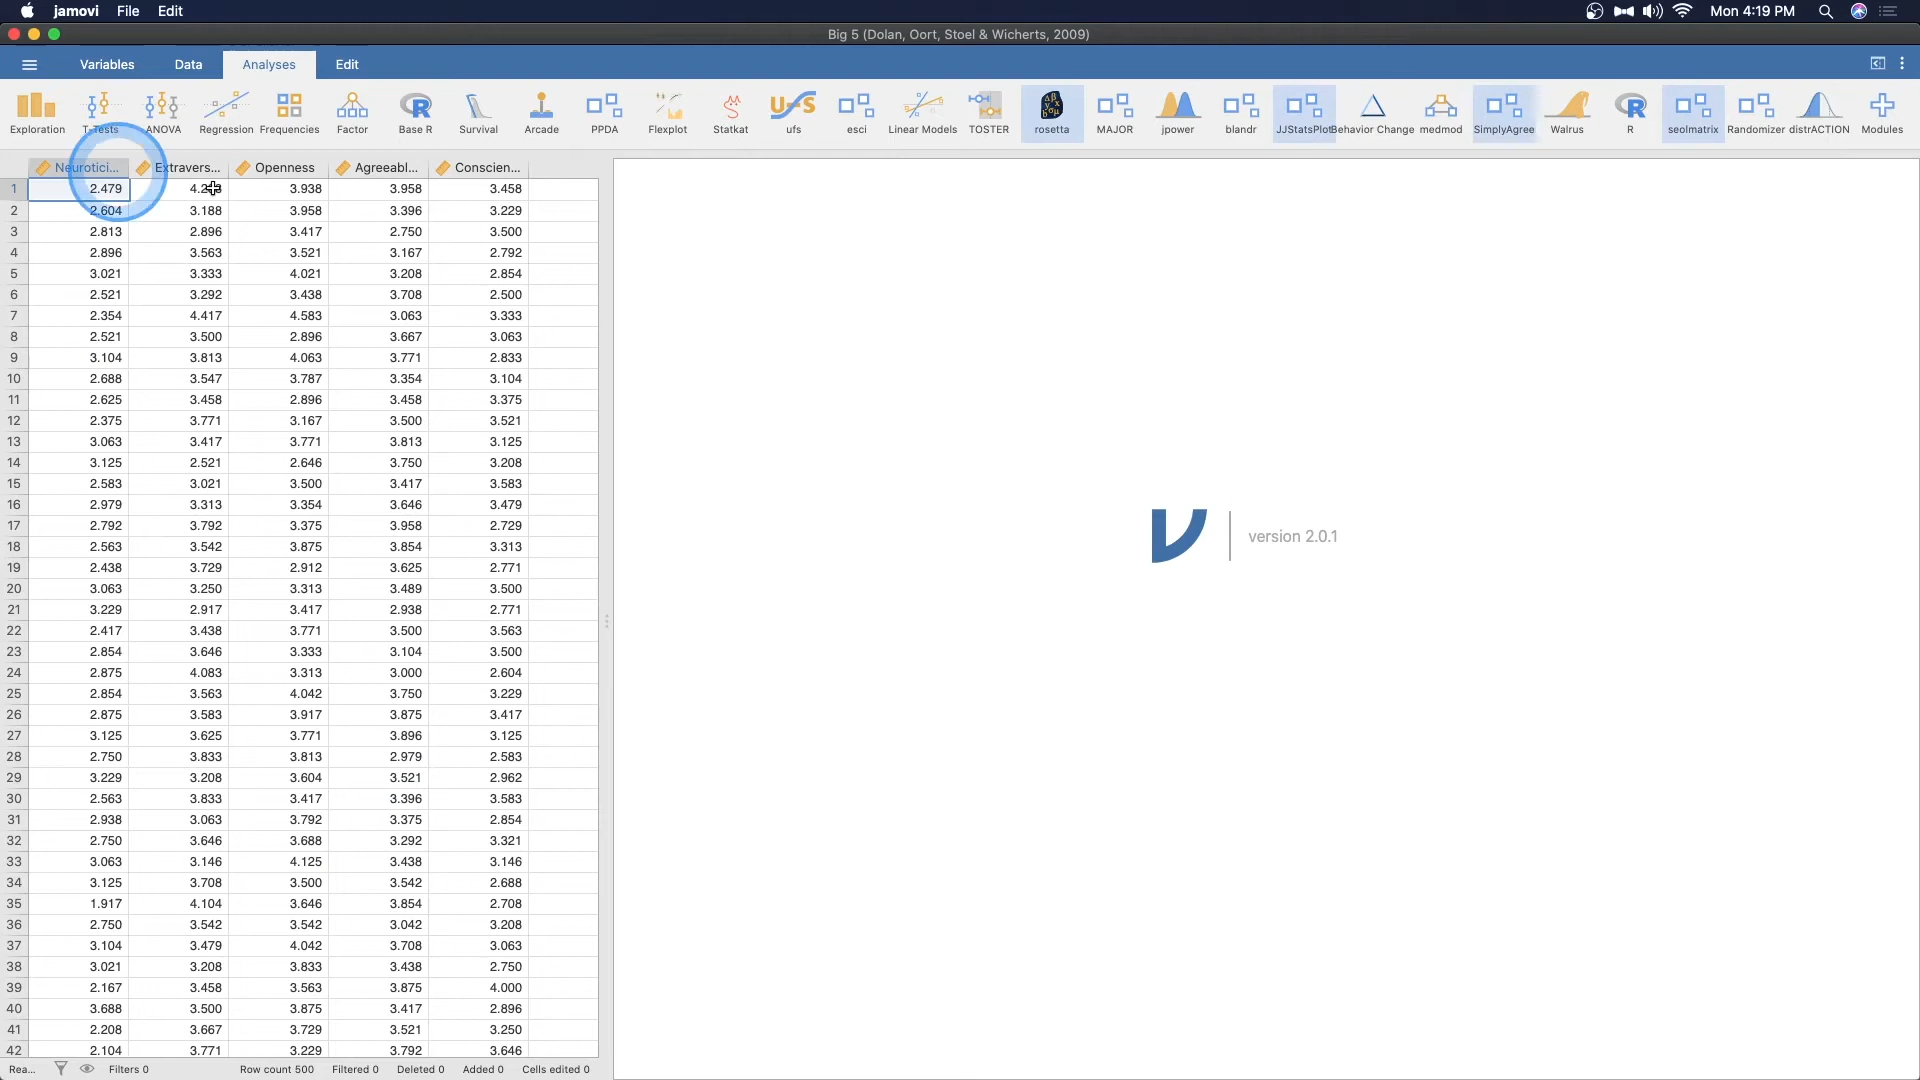 jamovi File Edit Mon 4:19 PM
Big 5 (Dolan, Oort, Stoel & Wicherts, 2009)
Variables Data Analyses Edit
Exploration T-Tests ANOVA Regression Frequencies Factor Base R Survival Arcade PPDA Flexplot Statkat ufs esci Linear Models TOSTER rosetta MAJOR jpower blandr JJStatsPlot Behavior Change medmod SimplyAgree Walrus R seolmatrix Randomizer distrACTION Modules
Neurotici... Extravers... Openness Agreeabl... Conscien...
1 2.479 3.938 3.958 3.458
2 2.604 3.188 3.958 3.396 3.229
3 2.813 2.896 3.417 2.750 3.500
4 2.896 3.563 3.521 3.167 2.792
5 3.021 3.333 4.021 3.208 2.854
6 2.521 3.292 3.438 3.708 2.500
7 2.354 4.417 4.583 3.063 3.333
8 2.521 3.500 2.896 3.667 3.063
9 3.104 3.813 4.063 3.771 2.833
10 2.688 3.547 3.787 3.354 3.104
11 2.625 3.458 2.896 3.458 3.375
12 2.375 3.771 3.167 3.500 3.521
13 3.063 3.417 3.771 3.813 3.125
14 3.125 2.521 2.646 3.750 3.208
15 2.583 3.021 3.500 3.417 3.583
16 2.979 3.313 3.354 3.646 3.479
17 2.792 3.792 3.375 3.958 2.729
18 2.563 3.542 3.875 3.854 3.313
19 2.438 3.729 2.912 3.625 2.771
20 3.063 3.250 3.313 3.489 3.500
21 3.229 2.917 3.417 2.938 2.771
22 2.417 3.438 3.771 3.500 3.563
23 2.854 3.646 3.333 3.104 3.500
24 2.875 4.083 3.313 3.000 2.604
25 2.854 3.563 4.042 3.750 3.229
26 2.875 3.583 3.917 3.875 3.417
27 3.125 3.625 3.771 3.896 3.125
28 2.750 3.833 3.813 2.979 2.583
29 3.229 3.208 3.604 3.521 2.962
30 2.563 3.833 3.417 3.396 3.583
31 2.938 3.063 3.792 3.375 2.854
32 2.750 3.646 3.688 3.292 3.321
33 3.063 3.146 4.125 3.438 3.146
34 3.125 3.708 3.500 3.542 2.688
35 1.917 4.104 3.646 3.854 2.708
36 2.750 3.542 3.542 3.042 3.208
37 3.104 3.479 4.042 3.708 3.063
38 3.021 3.208 3.833 3.438 2.750
39 2.167 3.458 3.563 3.875 4.000
40 3.688 3.500 3.875 3.417 2.896
41 2.208 3.667 3.729 3.521 3.250
42 2.104 3.771 3.229 3.792 3.646
version 2.0.1
Rea... Filters 0 Row count 500 Filtered 0 Deleted 0 Added 0 Cells edited 0